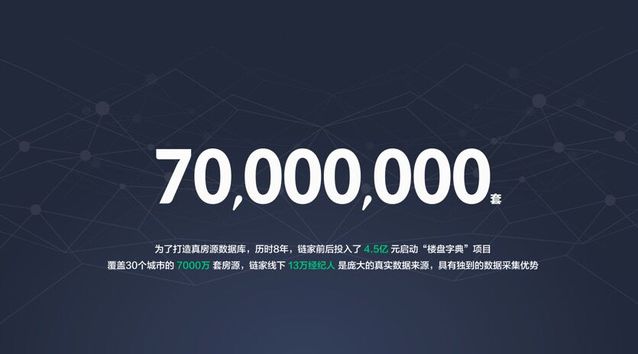 70,000,000套
为了打造真房源数据库，历时8年，链家前后投入了 4.5亿 元启动“楼盘字典”项目
覆盖30个城市的 7000万 套房源，链家线下 13万经纪人 是庞大的真实数据来源，具有独到的数据采集优势